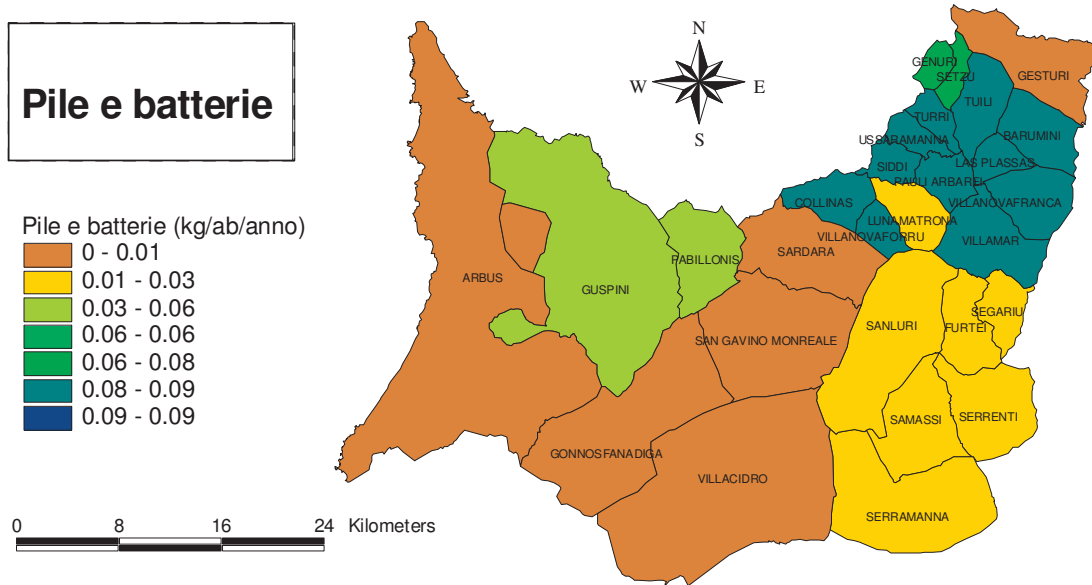 Pile e batterie
N
W E
S
Pile e batterie (kg/ab/anno)
0 - 0.01
0.01 - 0.03
0.03 - 0.06
0.06 - 0.06
0.06 - 0.08
0.08 - 0.09
0.09 - 0.09
0 8 16 24 Kilometers
GENURI
SETZU
GESTURI
TUILI
TURRI
BARUMINI
USSARAMANNA
LAS PLASSAS
SIDDI
PAULI ARBAREI
COLLINAS
VILLANOVAFRANCA
LUNAMATRONA
VILLANOVAFORRU
VILLAMAR
SARDARA
PABILLONIS
ARBUS
GUSPINI
SEGARIU
SANLURI
FURTEI
SAN GAVINO MONREALE
SAMASSI
SERRENTI
GONNOSFANADIGA
VILLACIDRO
SERRAMANNA